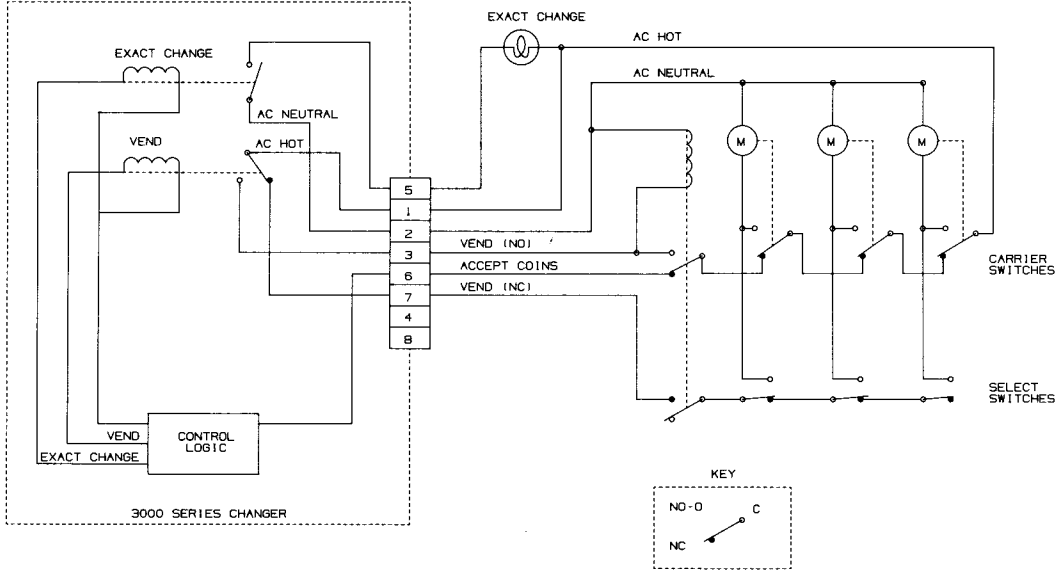 EXACT CHANGE
AC HOT
EXACT CHANGE
AC NEUTRAL
AC NEUTRAL
VEND
AC HOT
M
M
M
5
1
2
3
6
7
4
8
VEND (NO)
ACCEPT COINS
VEND (NC)
CARRIER
SWITCHES
SELECT
SWITCHES
CONTROL
LOGIC
VEND
EXACT CHANGE
3000 SERIES CHANGER
KEY
NO-O
C
NC